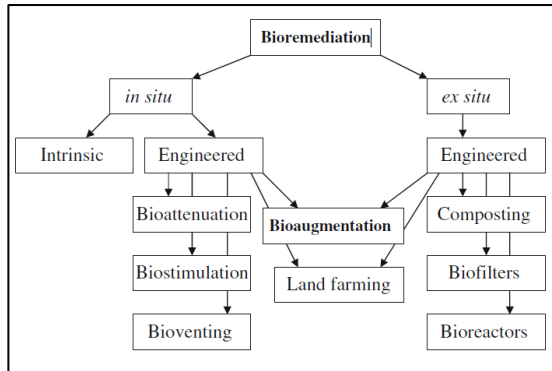 Bioremediation
in situ
ex situ
Intrinsic
Engineered
Engineered
Bioattenuation
Bioaugmentation
Composting
Biostimulation
Land farming
Biofilters
Bioventing
Bioreactors